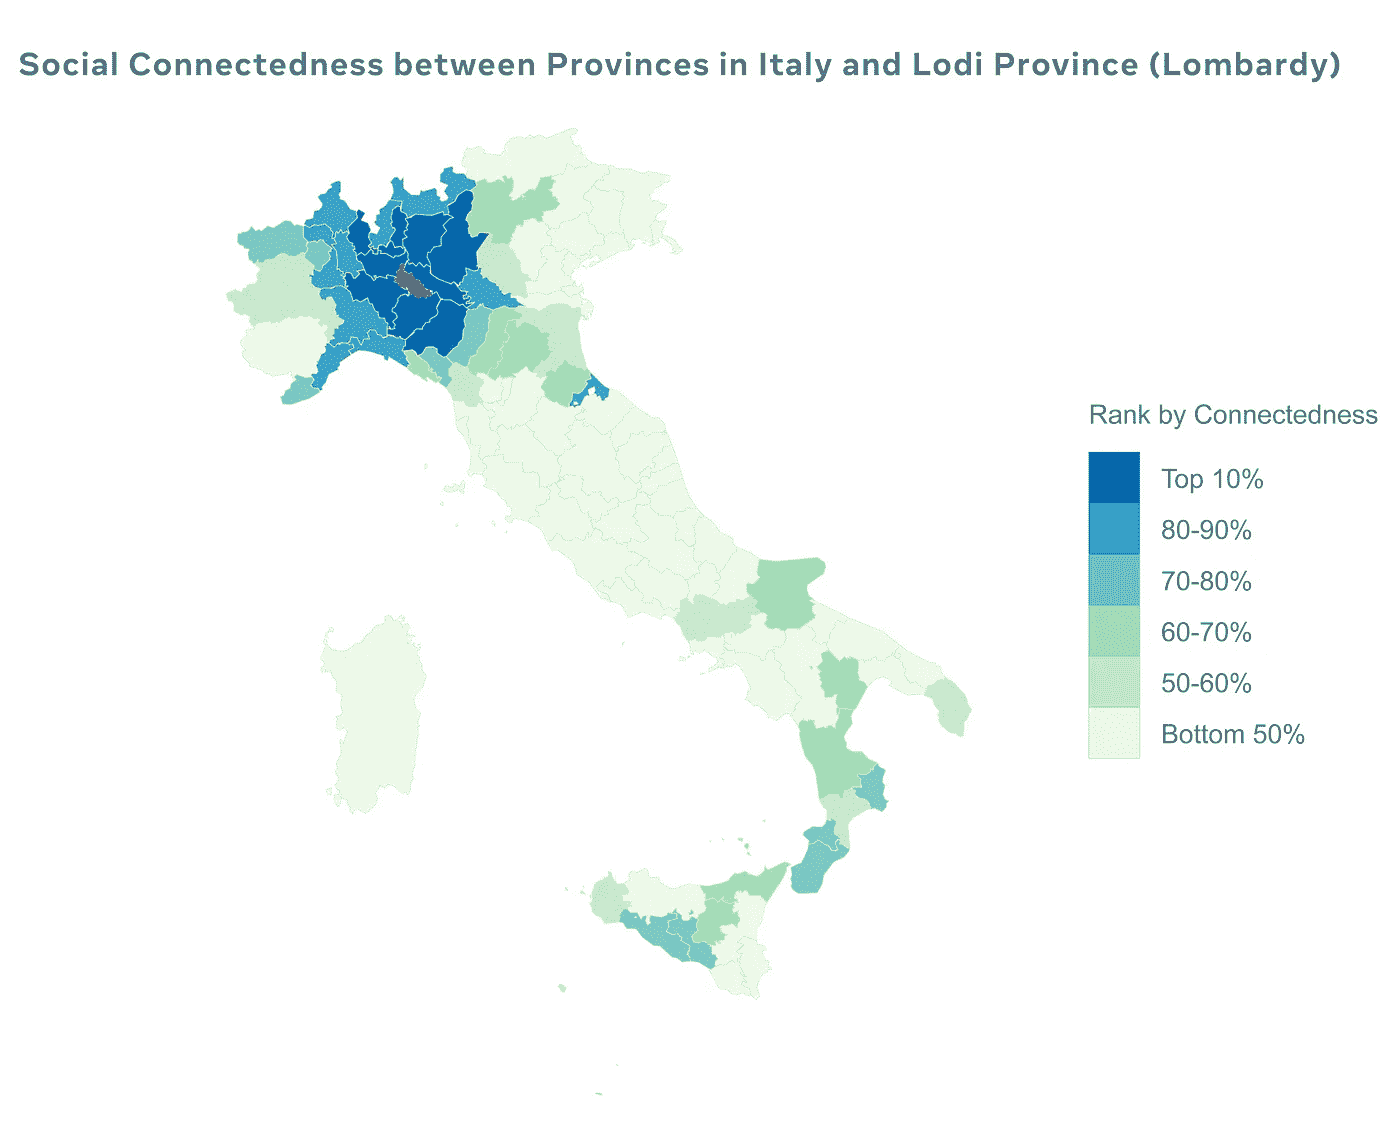 Social Connectedness between Provinces in Italy and Lodi Province (Lombardy)
Rank by Connectedness
Top 10%
80-90%
70-80%
60-70%
50-60%
Bottom 50%